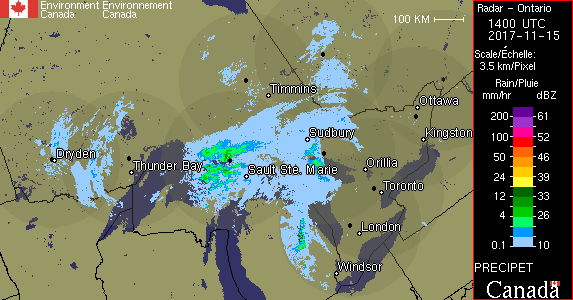 Environment Environnement
Canada Canada
100 KM
Timmins
Ottawa
Sudbury
Kingston
Dryden
Thunder Bay
Sault Ste. Marie
Orillia
Toronto
London
Windsor
Radar - Ontario
1400 UTC
2017-11-15
Scale/Échelle:
3.5 km/Pixel
Rain/Pluie
mm/hr dBZ
200 61
100 52
50 46
24 39
12 33
4 26
0.1 10
PRECIPET
Canada